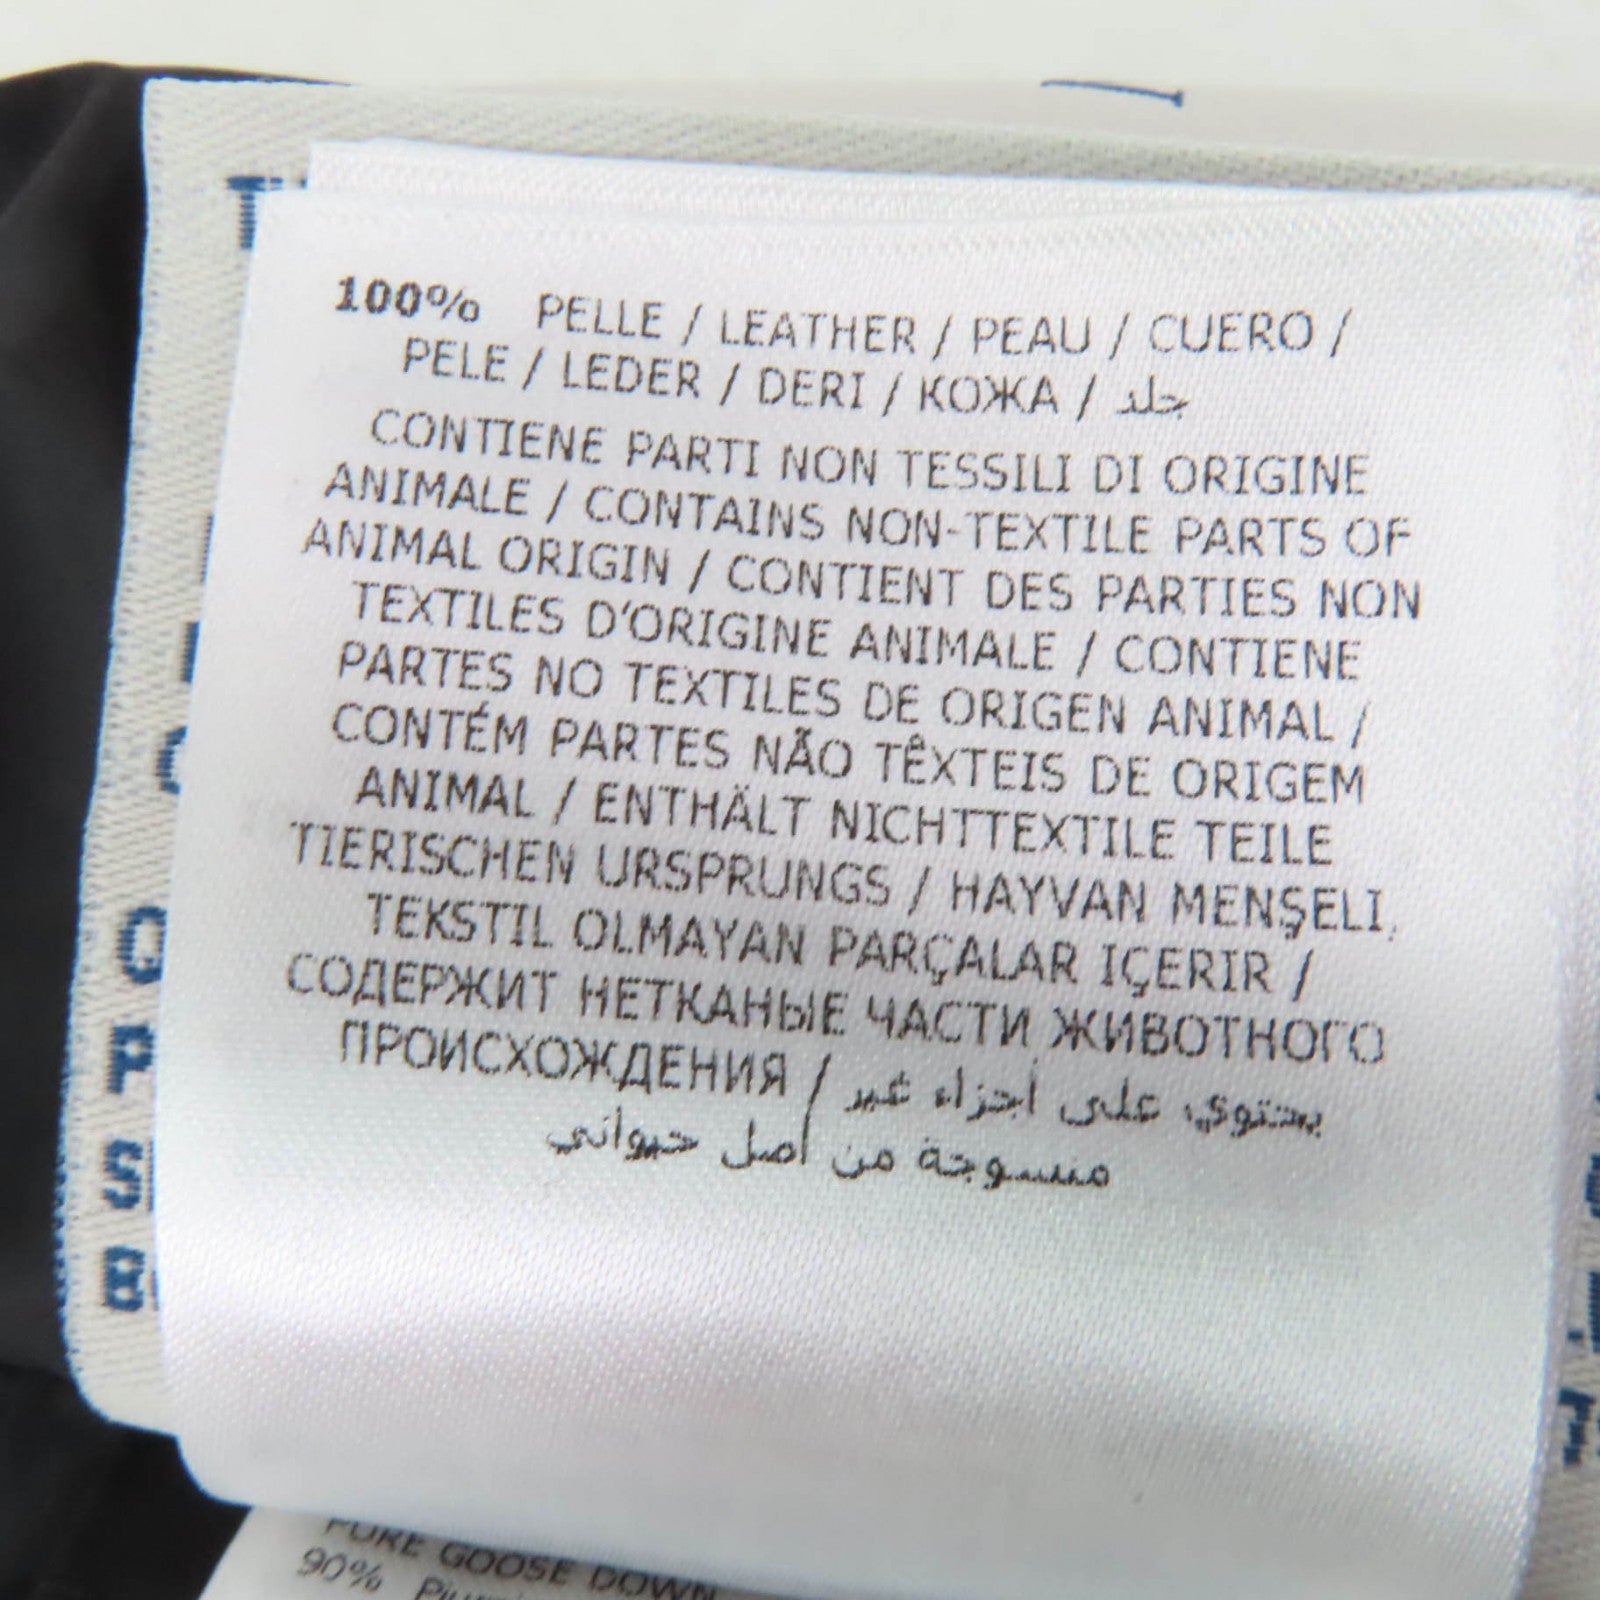 100% PELLE / LEATHER / PEAU / CUERO /
PELE / LEDER / DERI / КОЖА / جلد
CONTIENE PARTI NON TESSILI DI ORIGINE
ANIMALE / CONTAINS NON-TEXTILE PARTS OF
ANIMAL ORIGIN / CONTIENT DES PARTIES NON
TEXTILES D’ORIGINE ANIMALE / CONTIENE
PARTES NO TEXTILES DE ORIGEN ANIMAL /
CONTÉM PARTES NÃO TÊXTEIS DE ORIGEM
ANIMAL / ENTHÄLT NICHTTEXTILE TEILE
TIERISCHEN URSPRUNGS / HAYVAN MENŞELI,
TEKSTIL OLMAYAN PARÇALAR IÇERIR /
СОДЕРЖИТ НЕТКАНЫЕ ЧАСТИ ЖИВОТНОГО
ПРОИСХОЖДЕНИЯ / يحتوي على أجزاء غير
منسوجة من أصل حيواني
PURE GOOSE DOWN
90%